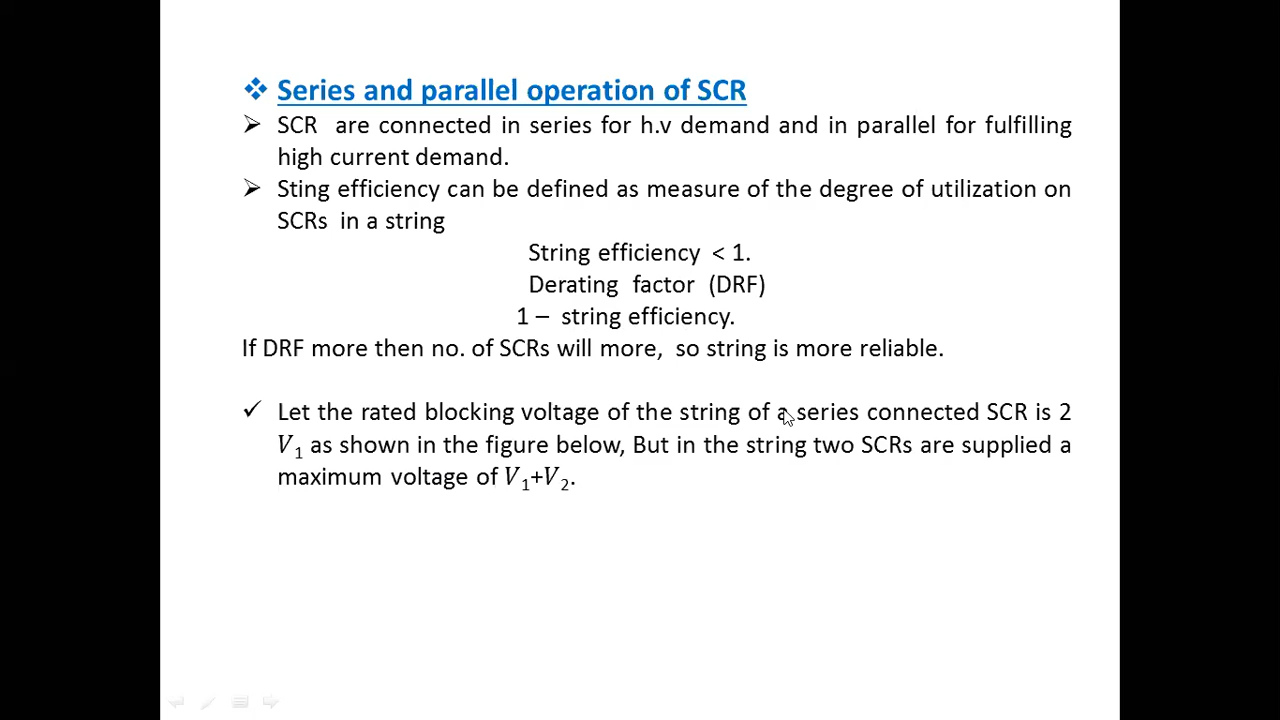 ❖ Series and parallel operation of SCR
➢ SCR are connected in series for h.v demand and in parallel for fulfilling
high current demand.
➢ Sting efficiency can be defined as measure of the degree of utilization on
SCRs in a string
String efficiency < 1.
Derating factor (DRF)
1 – string efficiency.
If DRF more then no. of SCRs will more, so string is more reliable.
✓ Let the rated blocking voltage of the string of a series connected SCR is 2
V₁ as shown in the figure below, But in the string two SCRs are supplied a
maximum voltage of V₁+V₂.